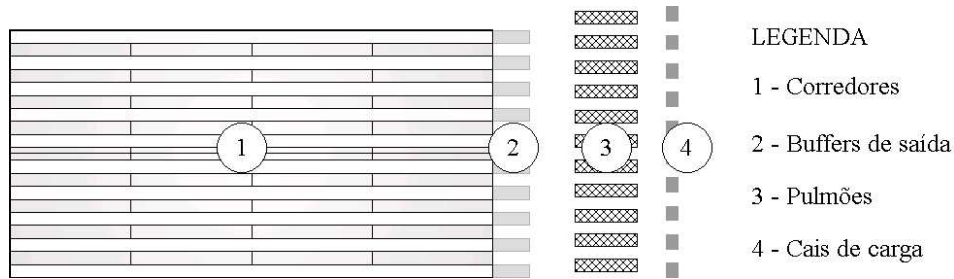 LEGENDA
1 - Corredores
2 - Buffers de saída
3 - Pulmões
4 - Cais de carga
1
2
3
4